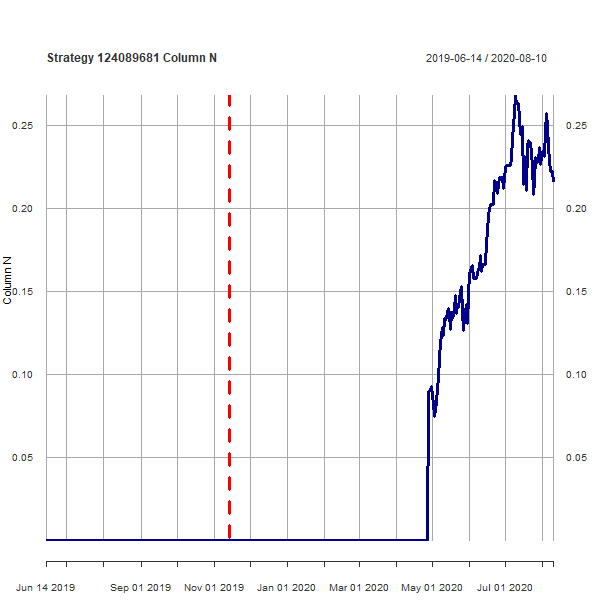 Strategy 124089681 Column N
2019-06-14 / 2020-08-10
0.25
0.25
0.20
0.20
0.15
0.15
Column N
0.10
0.10
0.05
0.05
Jun 14 2019
Sep 01 2019
Nov 01 2019
Jan 01 2020
Mar 01 2020
May 01 2020
Jul 01 2020